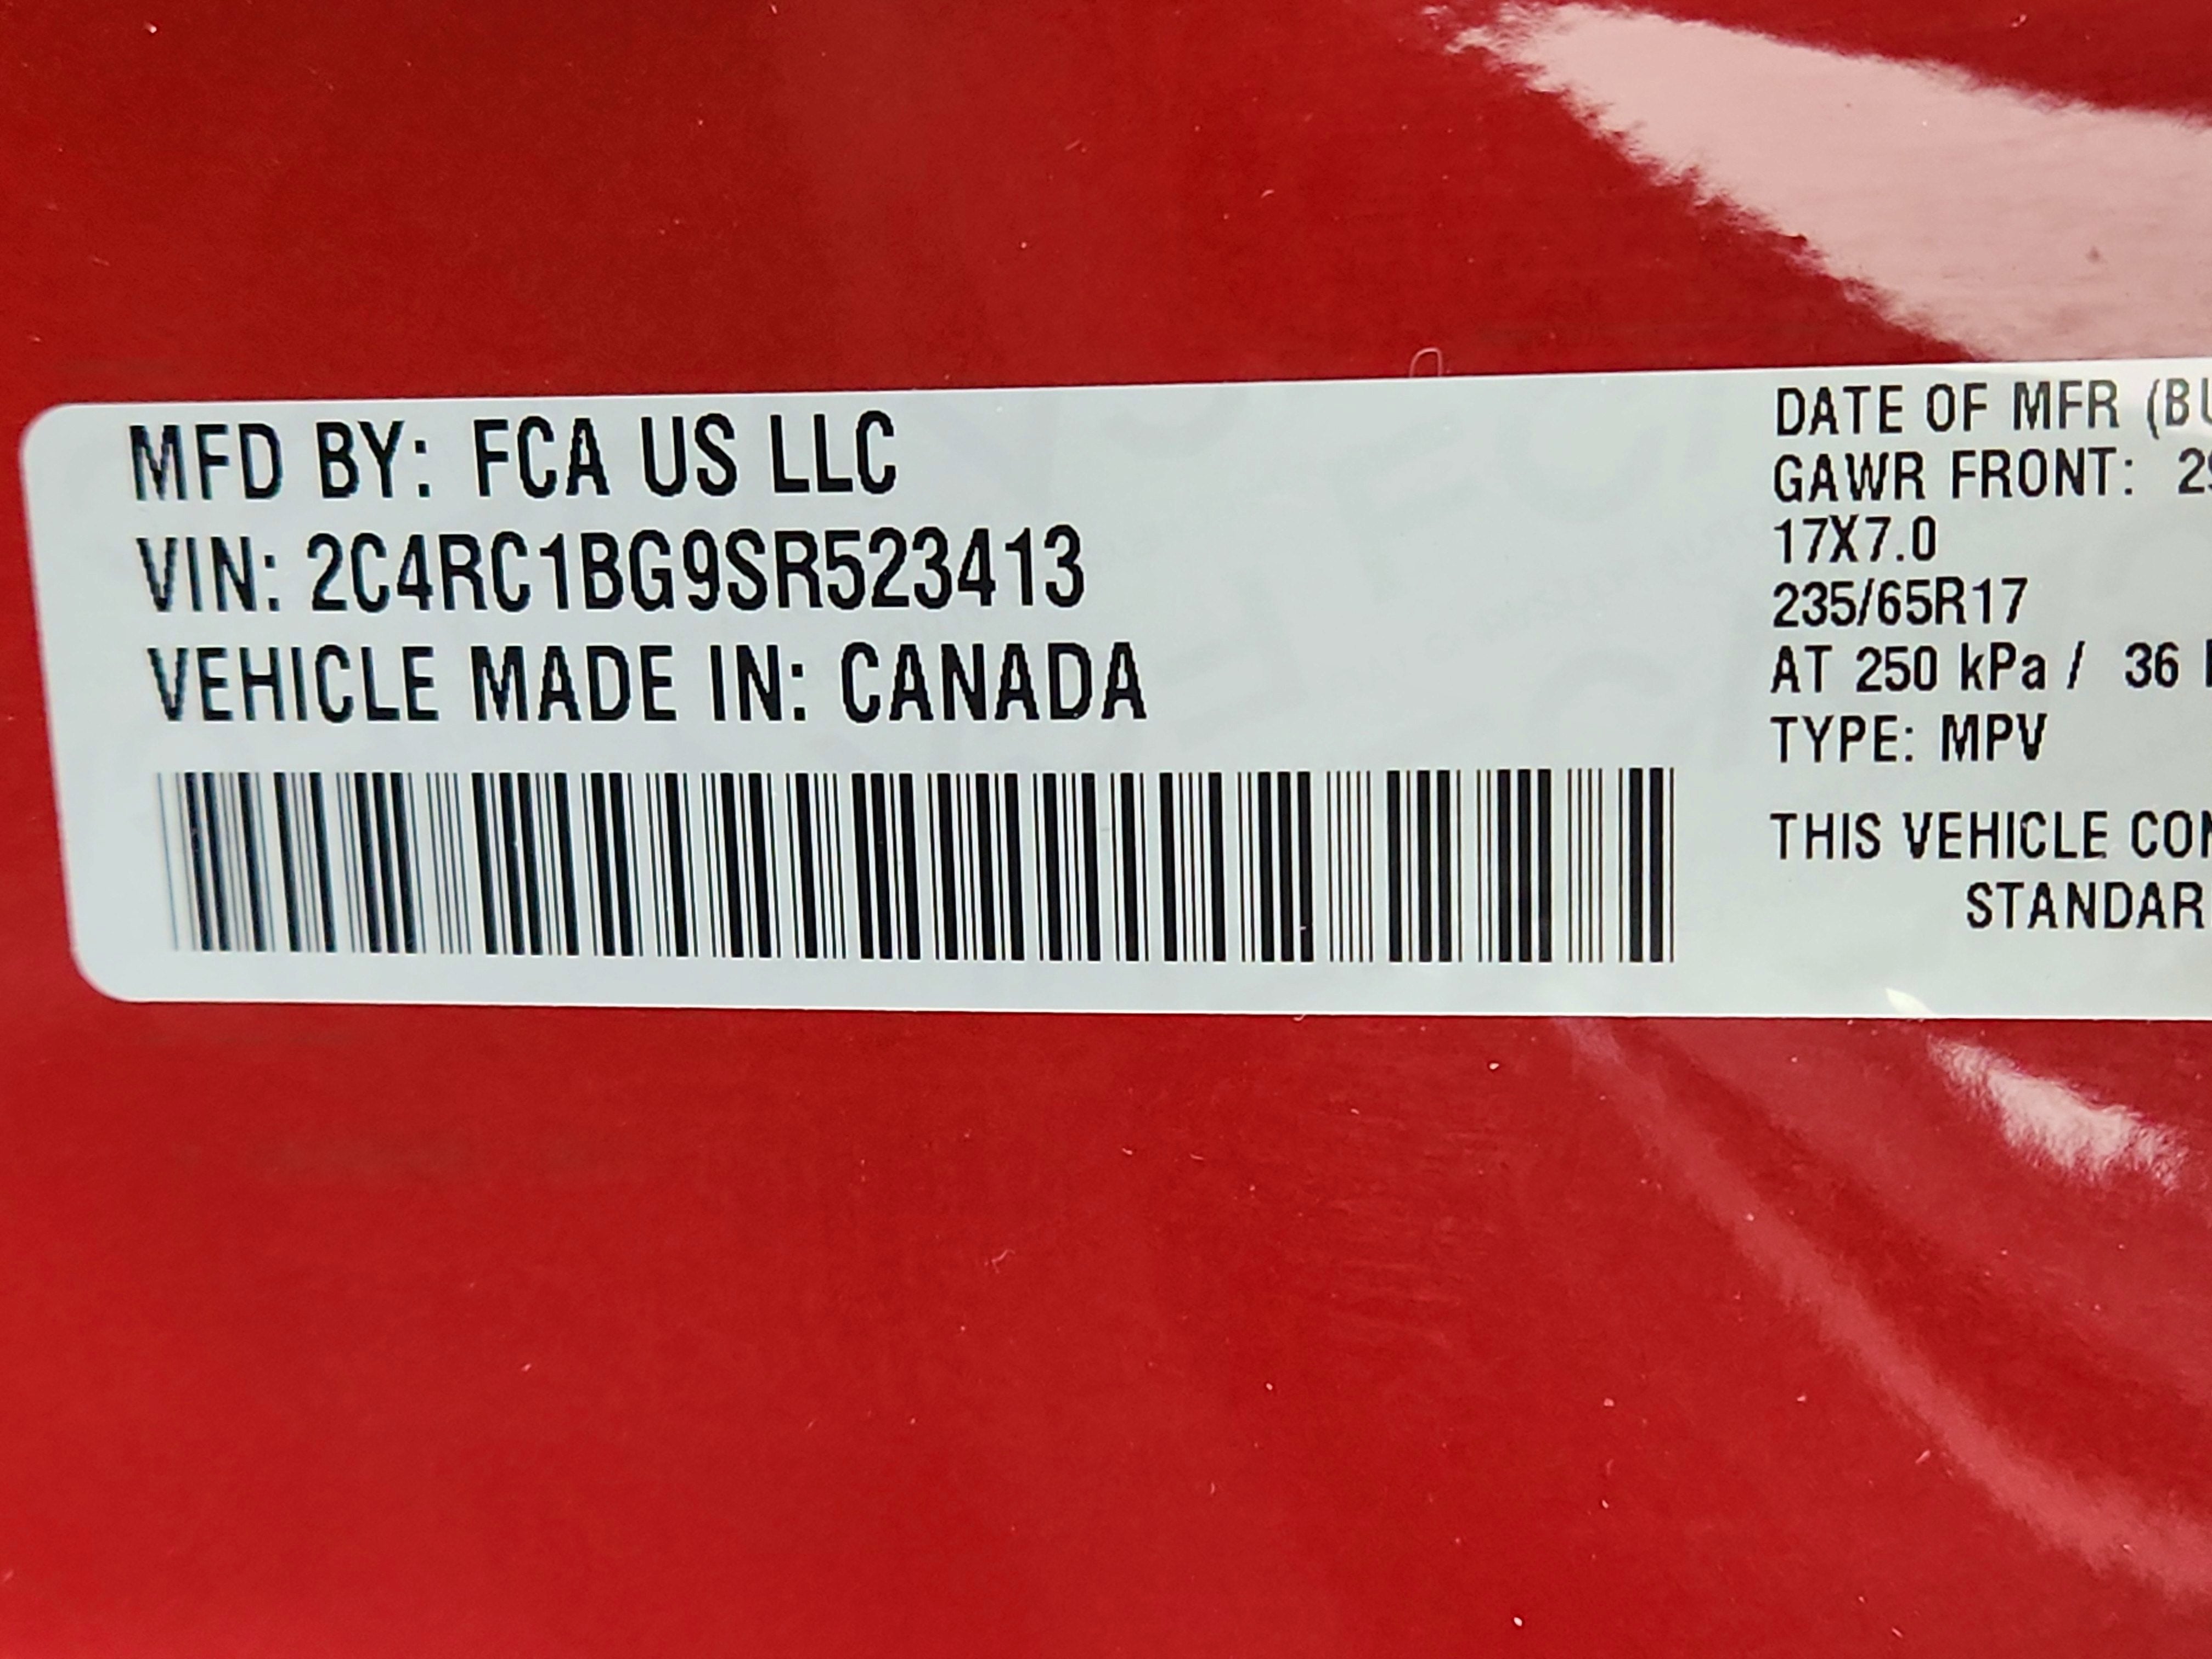 MFD BY: FCA US LLC
VIN: 2C4RC1BG9SR523413
VEHICLE MADE IN: CANADA
DATE OF MFR
GAWR FRONT:
17X7.0
235/65R17
AT 250 kPa / 36
TYPE: MPV
THIS VEHICLE